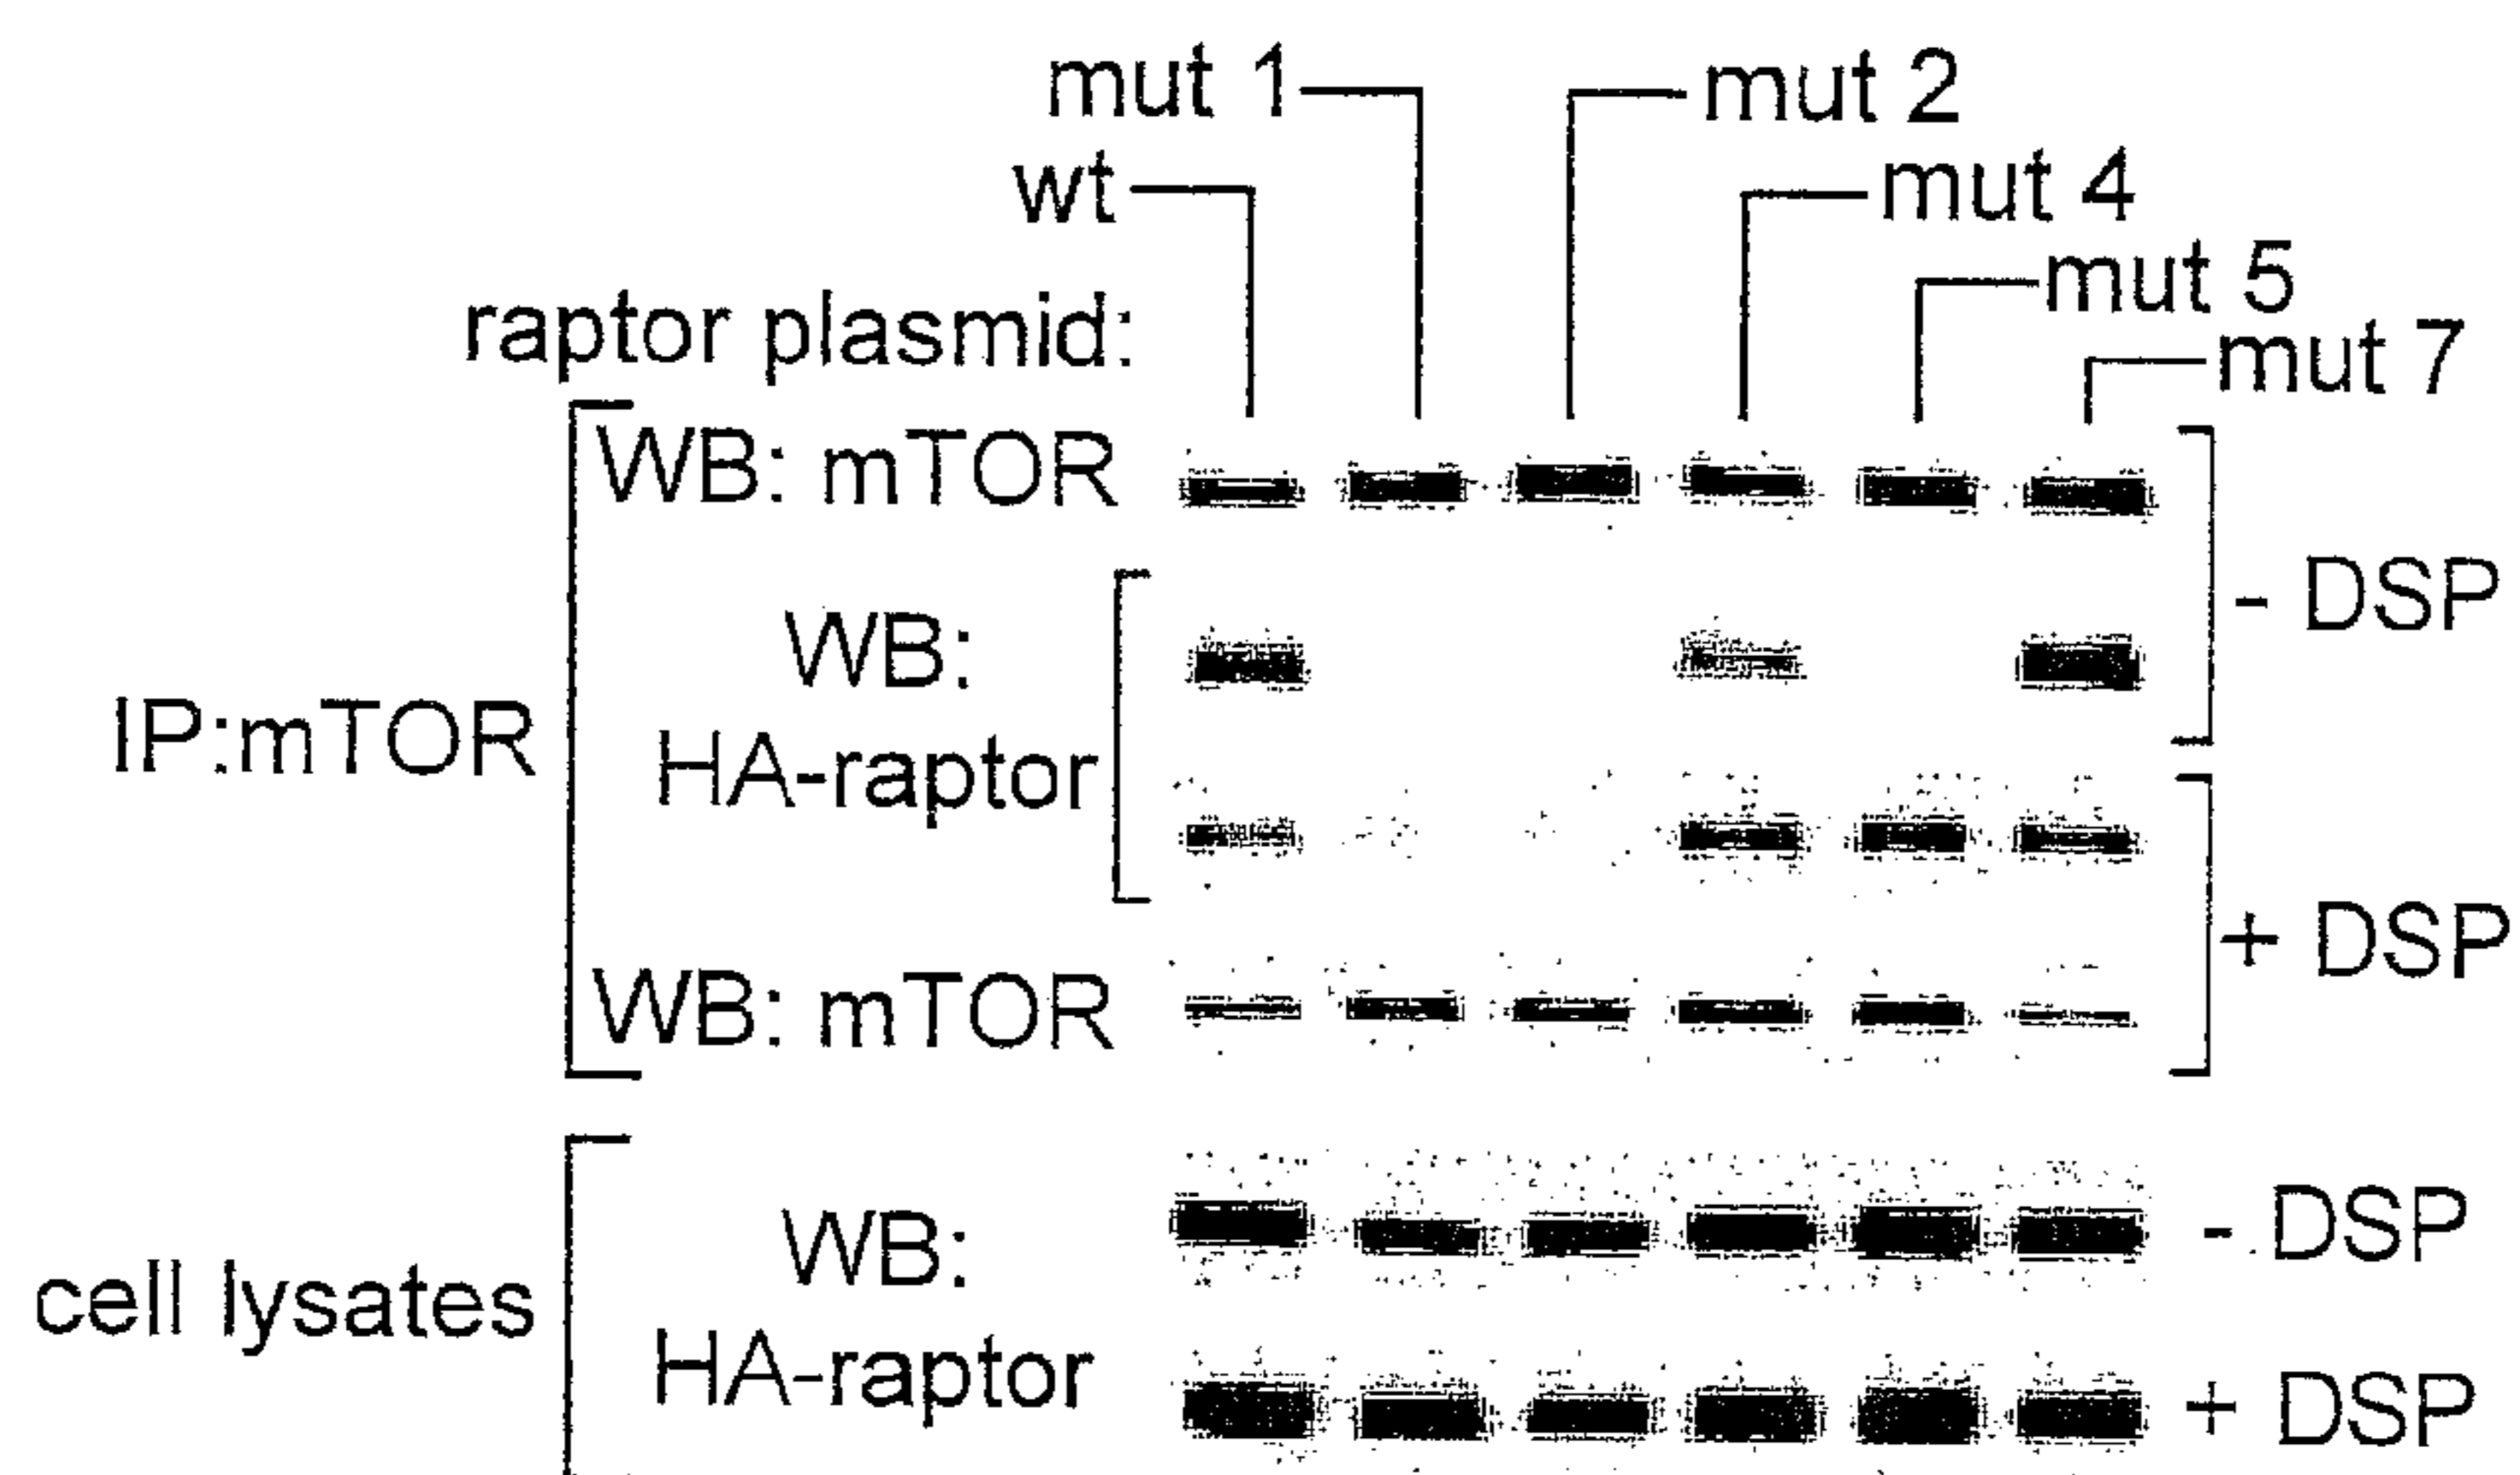 mut 1
mut 2
wt
mut 4
mut 5
raptor plasmid:
mut 7
WB: mTOR
- DSP
WB:
HA-raptor
IP:mTOR
+ DSP
WB: mTOR
WB:
- DSP
cell lysates
HA-raptor
+ DSP